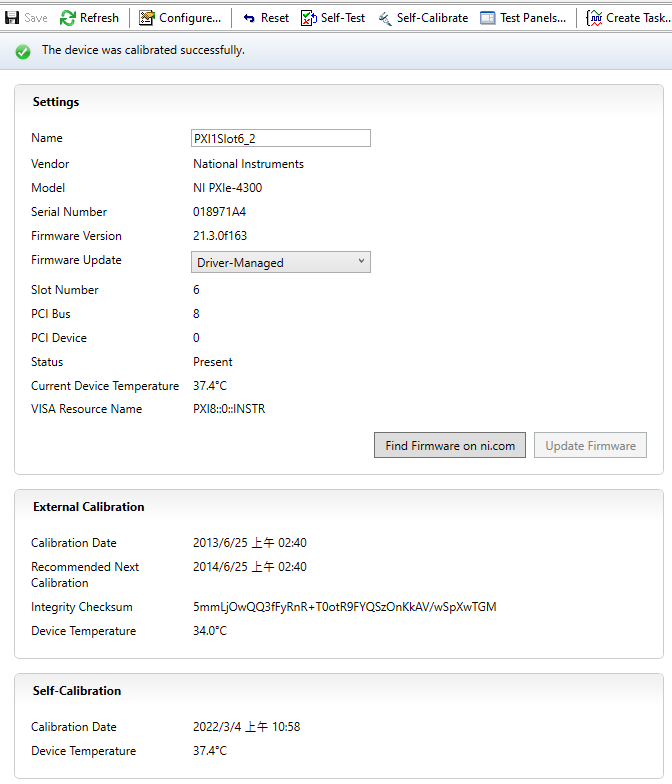 Save Refresh Configure... Reset Self-Test Self-Calibrate Test Panels... Create Task...
The device was calibrated successfully.
Settings
Name PXI1Slot6_2
Vendor National Instruments
Model NI PXIe-4300
Serial Number 018971A4
Firmware Version 21.3.0f163
Firmware Update Driver-Managed
Slot Number 6
PCI Bus 8
PCI Device 0
Status Present
Current Device Temperature 37.4°C
VISA Resource Name PXI8::0::INSTR
Find Firmware on ni.com Update Firmware
External Calibration
Calibration Date 2013/6/25 上午 02:40
Recommended Next 2014/6/25 上午 02:40
Calibration
Integrity Checksum 5mmLjOwQQ3fFyRnR+T0otR9FYQSzOnKkAV/wSpXwTGM
Device Temperature 34.0°C
Self-Calibration
Calibration Date 2022/3/4 上午 10:58
Device Temperature 37.4°C